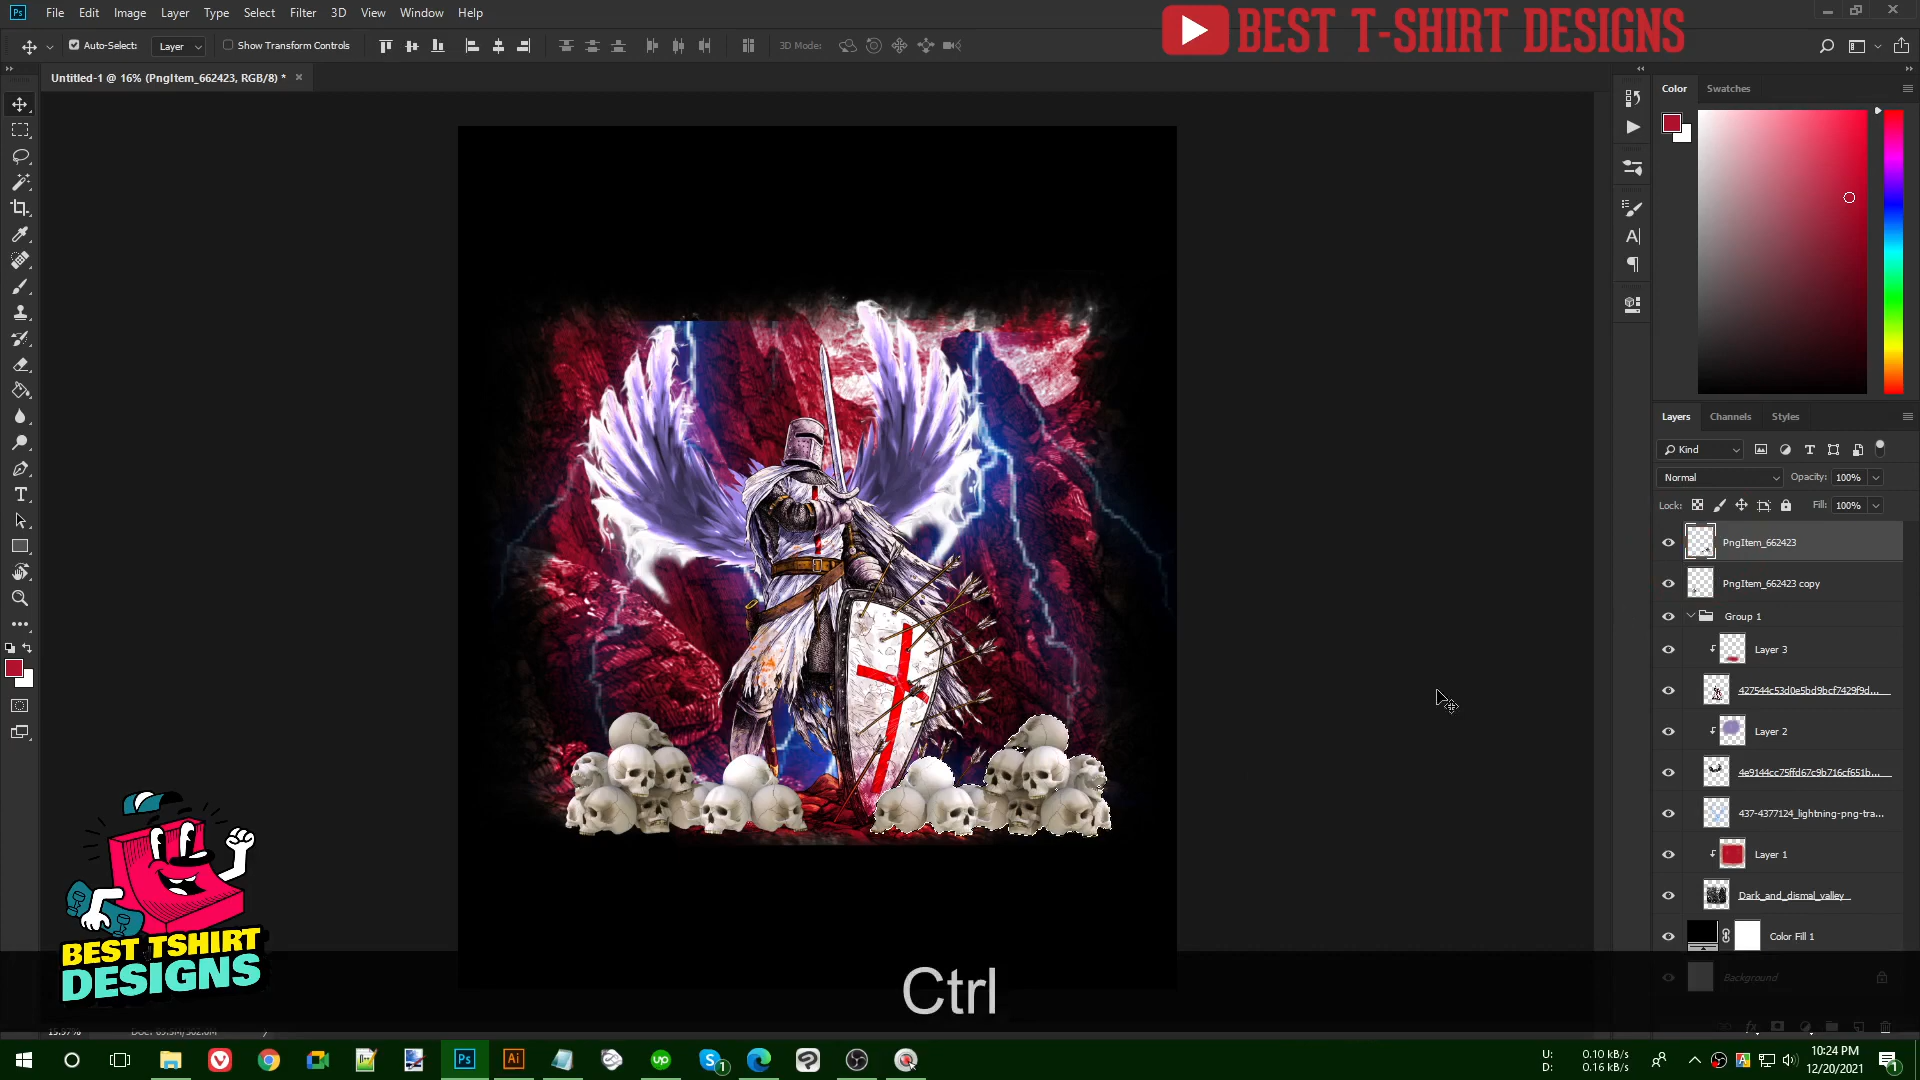 File Edit Image Layer Type Select Filter 3D View Window Help
BEST T-SHIRT DESIGNS
Auto-Select: Layer Show Transform Controls 3D Mode:
Untitled-1 @ 16% (PngItem_662423, RGB/8) *
Color Swatches
Layers Channels Styles
Kind
Normal Opacity: 100%
Lock: Fill: 100%
PngItem_662423
PngItem_662423 copy
Group 1
Layer 3
427544c53d0e5bd9bcf7429f9d...
Layer 2
4e9144cc75ffd67c9b716cf651b...
437-4377124_lightning-png-tra...
Layer 1
Dark_and_dismal_valley
Color Fill 1
Background
BEST TSHIRT
DESIGNS
Ctrl
U: 0.10 kB/s
D: 0.16 kB/s
10:24 PM
12/20/2021